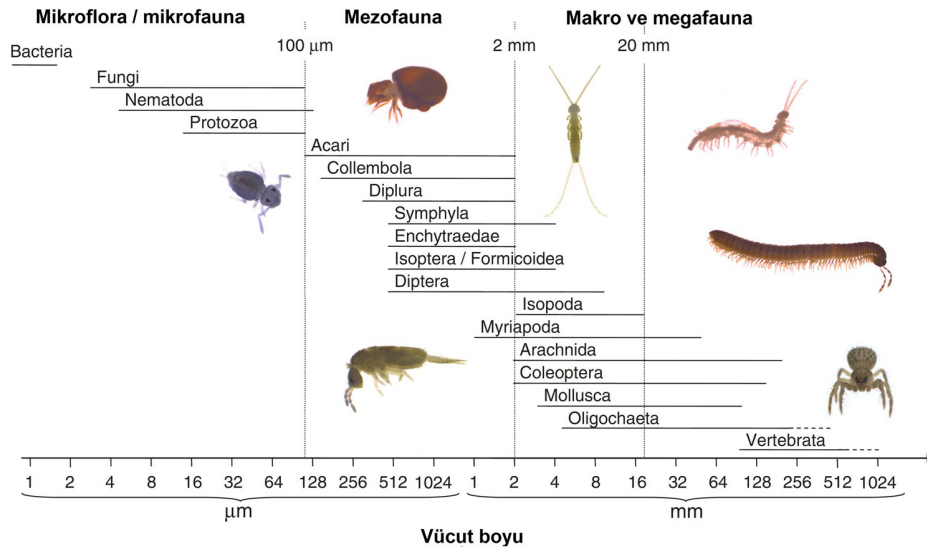 Mikroflora / mikrofauna
Mezofauna
Makro ve megafauna
100 µm
2 mm
20 mm
Bacteria
Fungi
Nematoda
Protozoa
Acari
Collembola
Diplura
Symphyla
Enchytraedae
Isoptera / Formicoidea
Diptera
Isopoda
Myriapoda
Arachnida
Coleoptera
Mollusca
Oligochaeta
Vertebrata
1 2 4 8 16 32 64 128 256 512 1024 1 2 4 8 16 32 64 128 256 512 1024
µm
mm
Vücut boyu